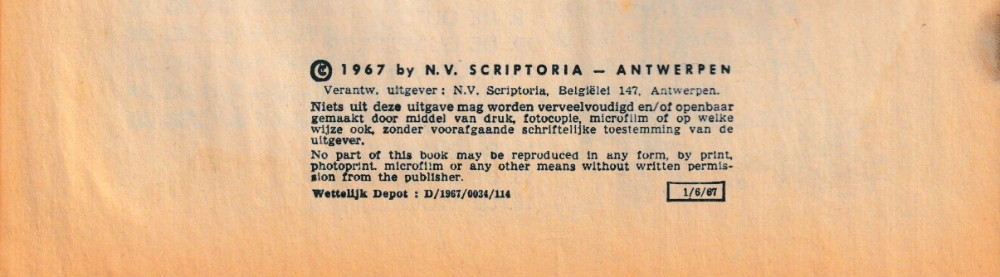 © 1967 by N.V. SCRIPTORIA — ANTWERPEN
Verantw. uitgever: N.V. Scriptoria, Belgiëlei 147, Antwerpen.
Niets uit deze uitgave mag worden verveelvoudigd en/of openbaar
gemaakt door middel van druk, fotocopie, microfilm of op welke
wijze ook, zonder voorafgaande schriftelijke toestemming van de
uitgever.
No part of this book may be reproduced in any form, by print,
photoprint. microfilm or any other means without written permis-
sion from the publisher.
Wettelijk Depot : D/1967/0034/114
1/6/67